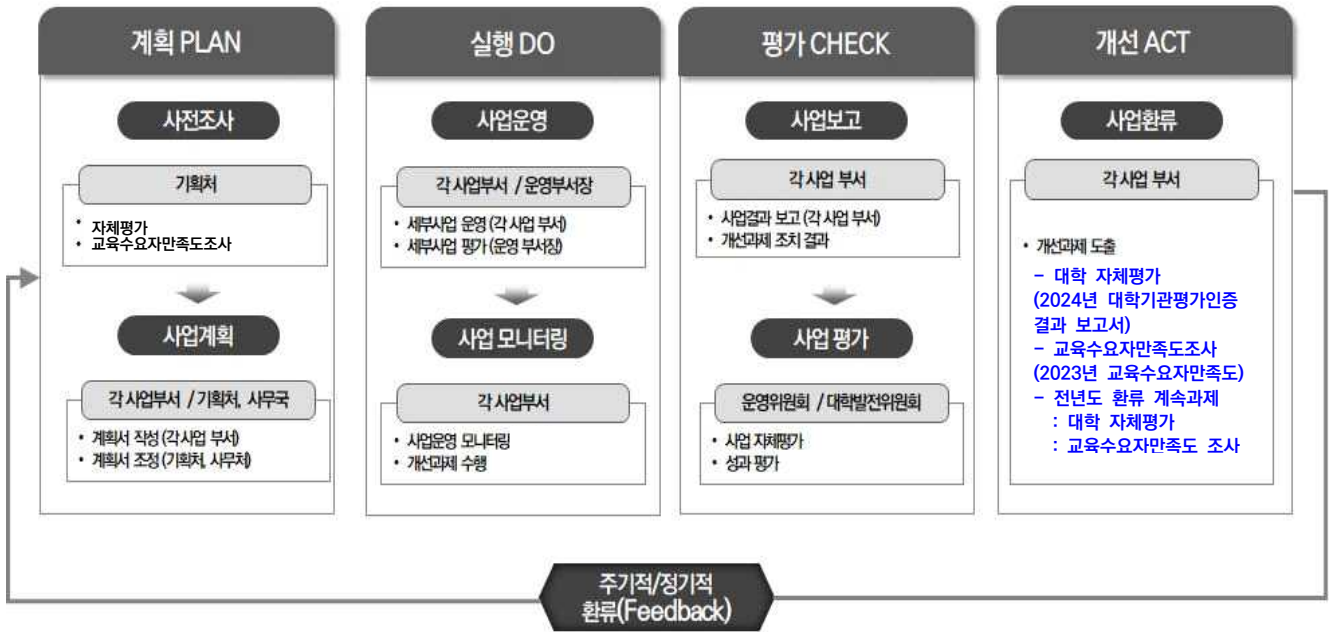 계획 PLAN
사전조사
기획처
• 자체평가
• 교육수요자만족도조사
사업계획
각 사업부서 / 기획처, 사무국
• 계획서 작성 (각 사업 부서)
• 계획서 조정 (기획처, 사무처)
실행 DO
사업운영
각 사업부서 / 운영부서장
• 세부사업 운영 (각 사업 부서)
• 세부사업 평가 (운영 부서장)
사업 모니터링
각 사업부서
• 사업운영 모니터링
• 개선과제 수행
평가 CHECK
사업보고
각 사업 부서
• 사업결과 보고 (각 사업 부서)
• 개선과제 조치 결과
사업 평가
운영위원회 / 대학발전위원회
• 사업 자체평가
• 성과 평가
개선 ACT
사업환류
각 사업 부서
• 개선과제 도출
- 대학 자체평가
(2024년 대학기관평가인증
결과 보고서)
- 교육수요자만족도조사
(2023년 교육수요자만족도)
- 전년도 환류 계속과제
: 대학 자체평가
: 교육수요자만족도 조사
주기적/정기적
환류(Feedback)